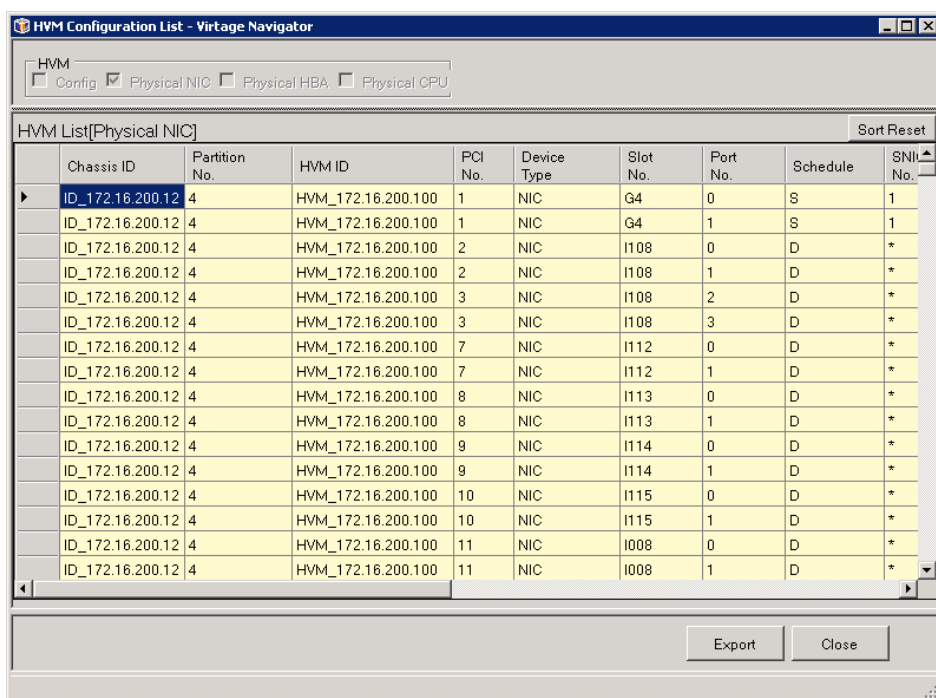 HVM Configuration List - Virtage Navigator
HVM
Config Physical NIC Physical HBA Physical CPU
HVM List[Physical NIC] Sort Reset
Chassis ID Partition No. HVM ID PCI No. Device Type Slot No. Port No. Schedule No.
ID_172.16.200.12 4 HVM_172.16.200.100 1 NIC G4 0 S 1
ID_172.16.200.12 4 HVM_172.16.200.100 1 NIC G4 1 S 1
ID_172.16.200.12 4 HVM_172.16.200.100 2 NIC I108 0 D *
ID_172.16.200.12 4 HVM_172.16.200.100 2 NIC I108 1 D *
ID_172.16.200.12 4 HVM_172.16.200.100 3 NIC I108 2 D *
ID_172.16.200.12 4 HVM_172.16.200.100 3 NIC I108 3 D *
ID_172.16.200.12 4 HVM_172.16.200.100 7 NIC I112 0 D *
ID_172.16.200.12 4 HVM_172.16.200.100 7 NIC I112 1 D *
ID_172.16.200.12 4 HVM_172.16.200.100 8 NIC I113 0 D *
ID_172.16.200.12 4 HVM_172.16.200.100 8 NIC I113 1 D *
ID_172.16.200.12 4 HVM_172.16.200.100 9 NIC I114 0 D *
ID_172.16.200.12 4 HVM_172.16.200.100 9 NIC I114 1 D *
ID_172.16.200.12 4 HVM_172.16.200.100 10 NIC I115 0 D *
ID_172.16.200.12 4 HVM_172.16.200.100 10 NIC I115 1 D *
ID_172.16.200.12 4 HVM_172.16.200.100 11 NIC I008 0 D *
ID_172.16.200.12 4 HVM_172.16.200.100 11 NIC I008 1 D *
Export Close